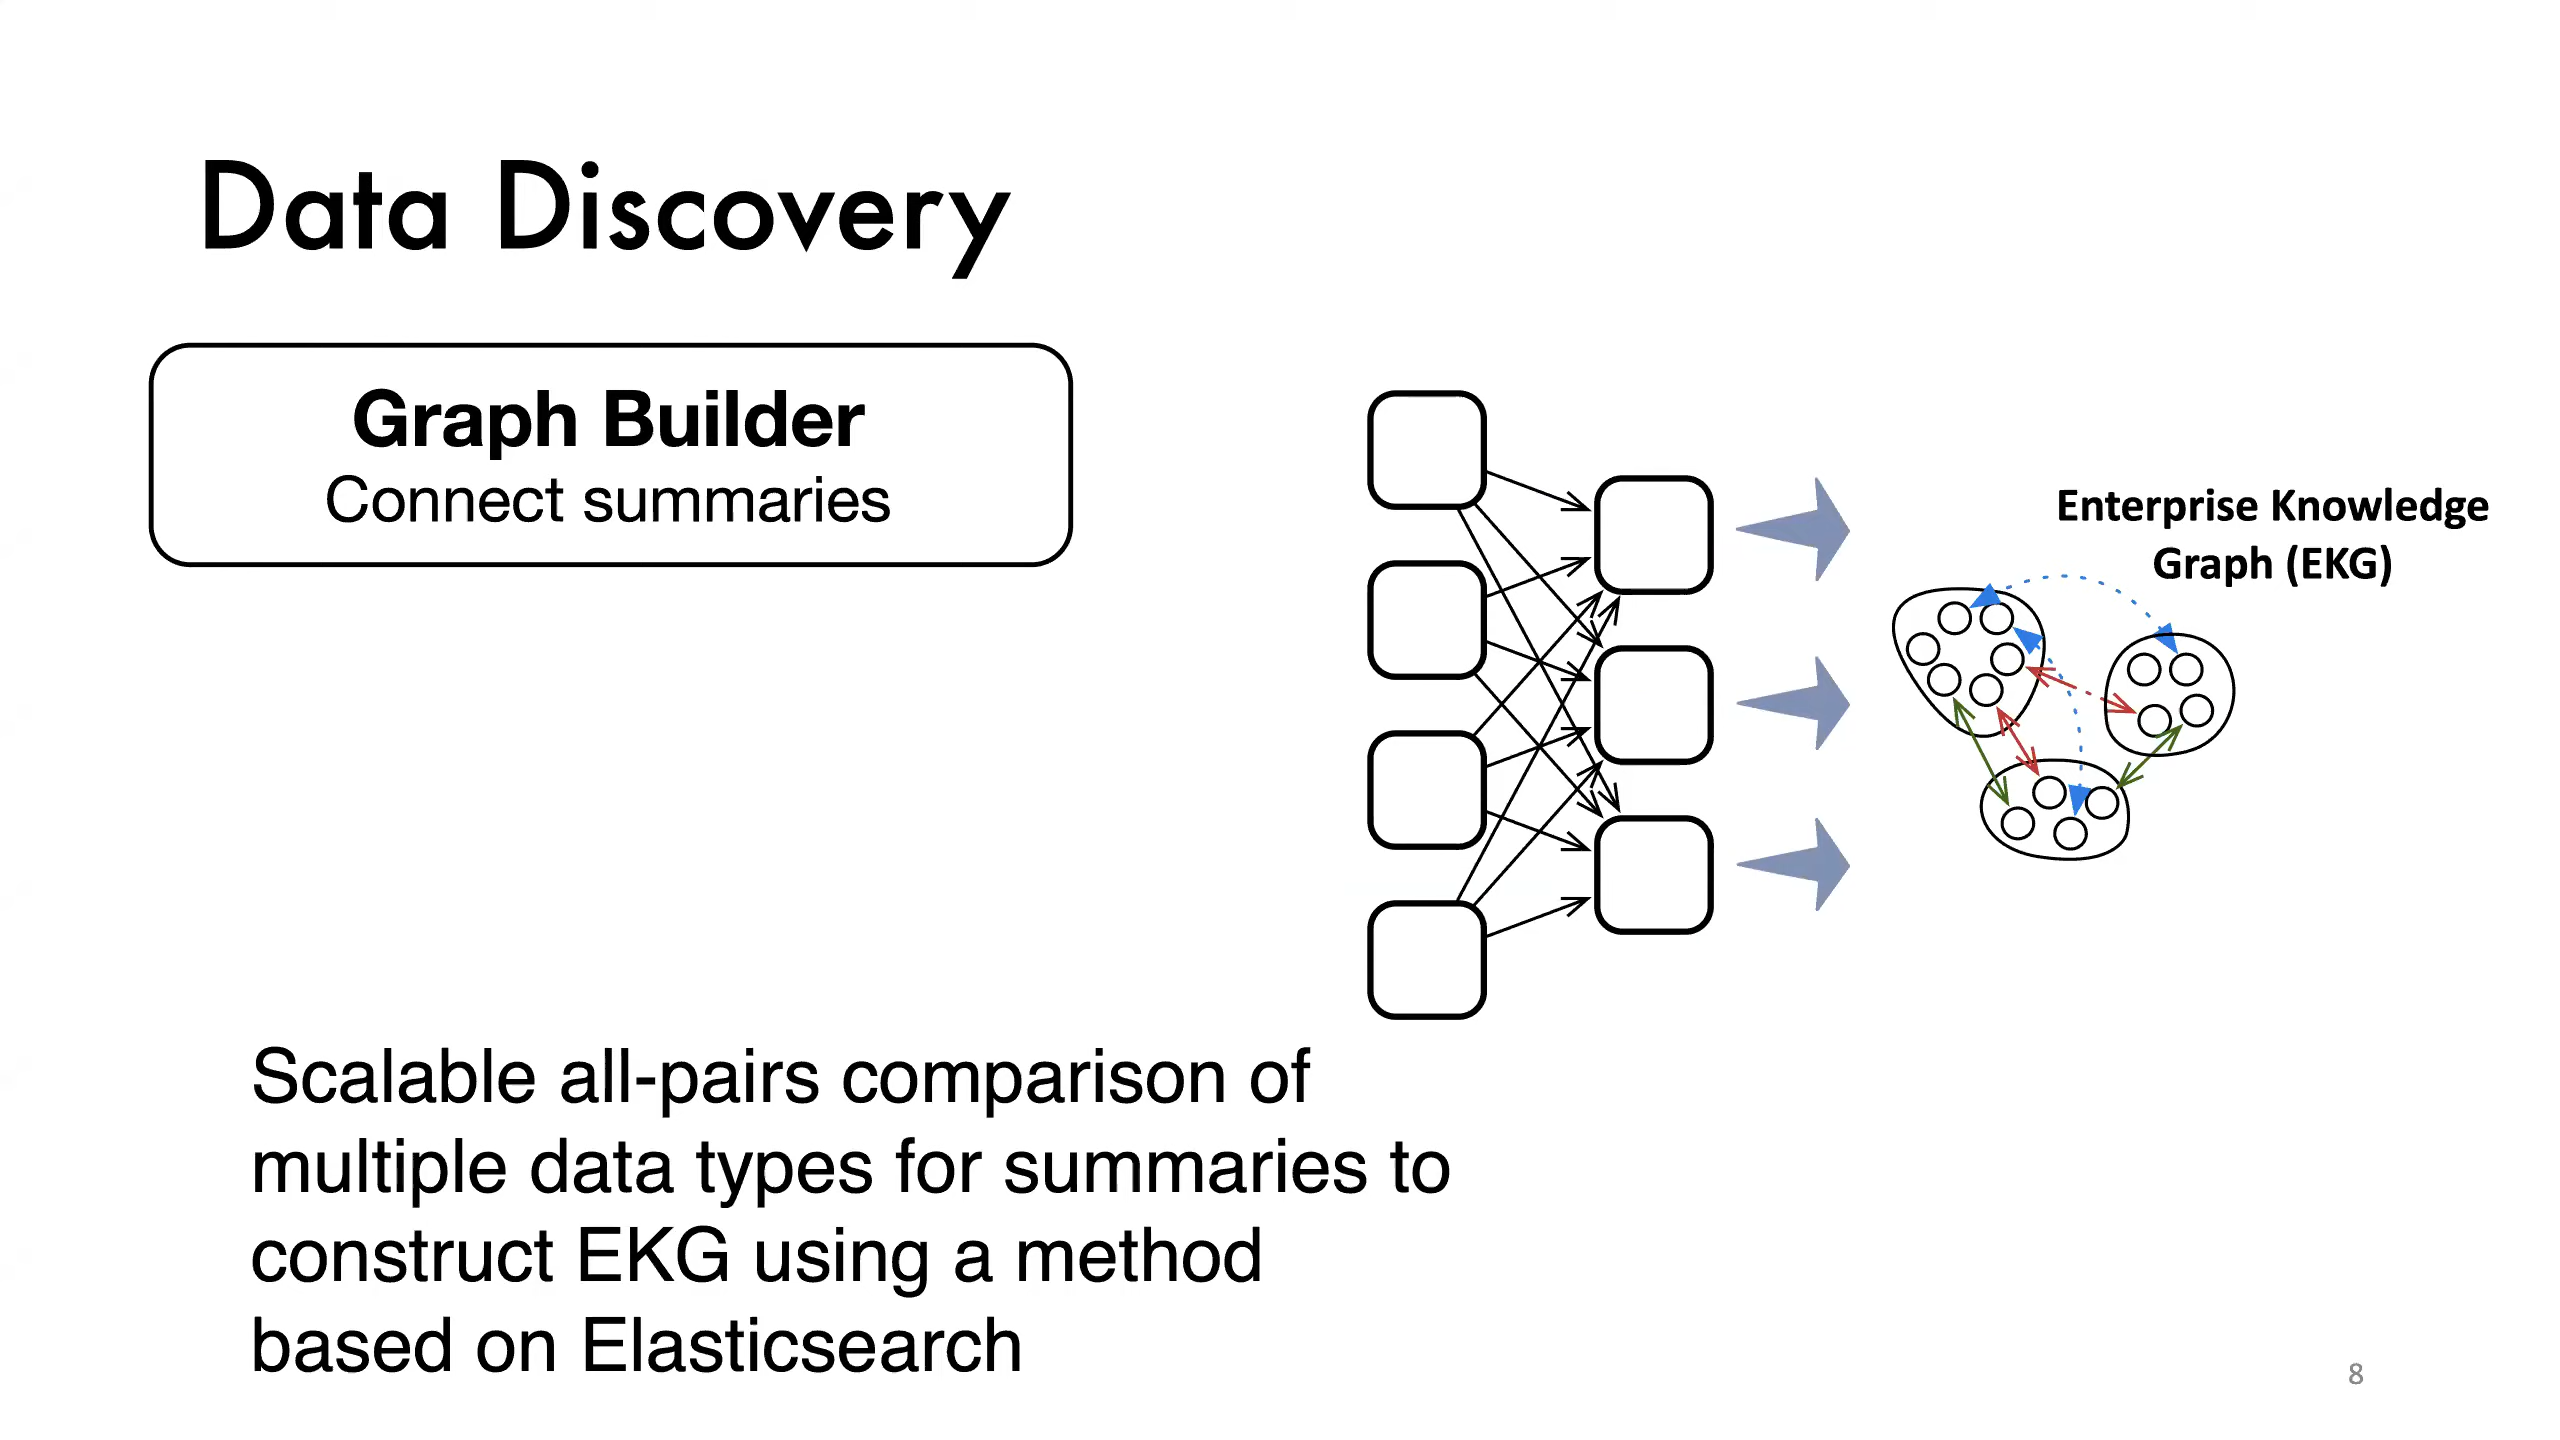 Data Discovery
Graph Builder
Connect summaries
Enterprise Knowledge
Graph (EKG)
Scalable all-pairs comparison of
multiple data types for summaries to
construct EKG using a method
based on Elasticsearch
8